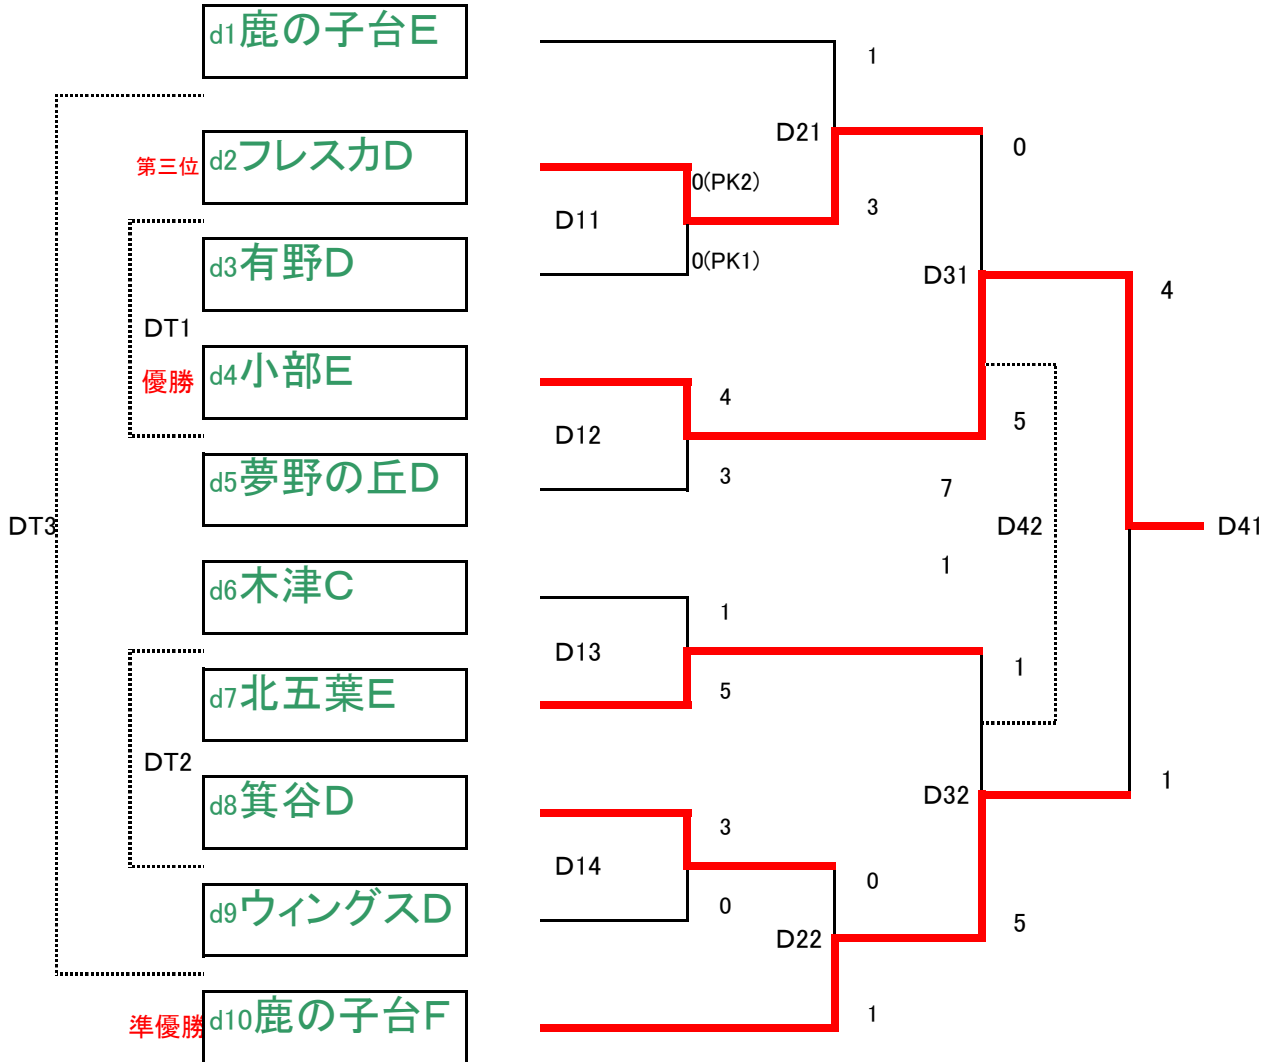 d1鹿の子台E
1
D21
0
第三位
d2フレスカD
0(PK2)
3
D11
d3有野D
0(PK1)
D31
4
DT1
優勝
d4小部E
4
5
D12
d5夢野の丘D
3
7
DT3
D42
D41
1
d6木津C
1
D13
1
d7北五葉E
5
DT2
1
d8箕谷D
D32
3
D14
0
d9ウィングスD
0
5
D22
準優勝
d10鹿の子台F
1